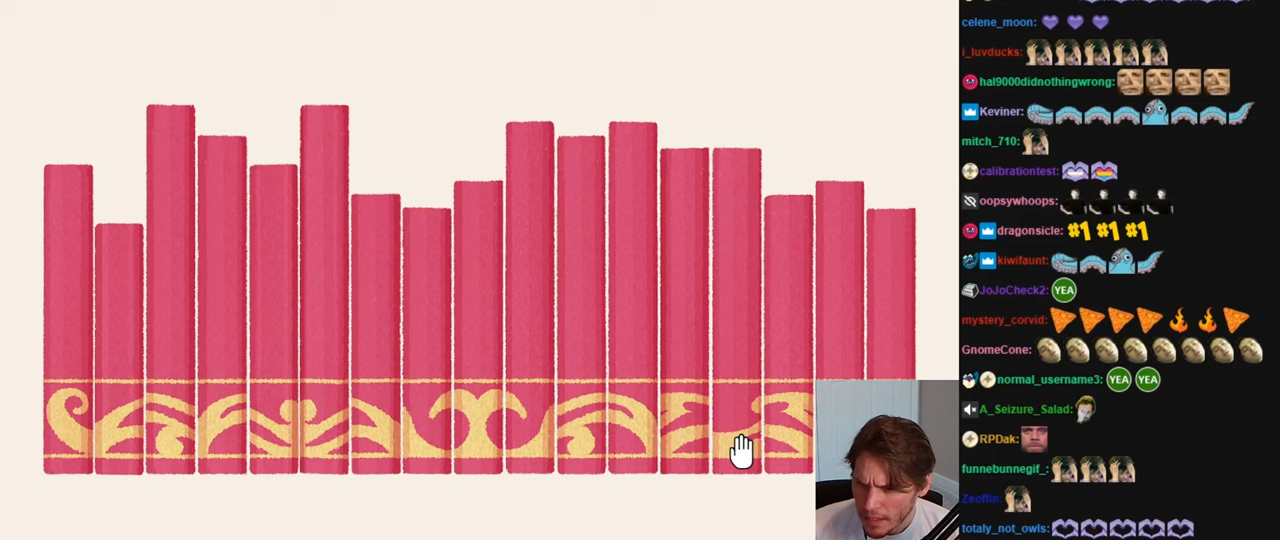 celene_moon:
i_luvducks:
hal9000didnothingwrong:
Keviner:
mitch_710:
calibrationtest:
oopsywhoops:
dragonsicle: #1 #1 #1
kiwifaunt:
JoJoCheck2: YEA
mystery_corvid:
GnomeCone:
normal_username3: YEA YEA
A_Seizure_Salad:
RPDak:
funnebunnegif_:
Zeoffin:
totaly_not_owls: